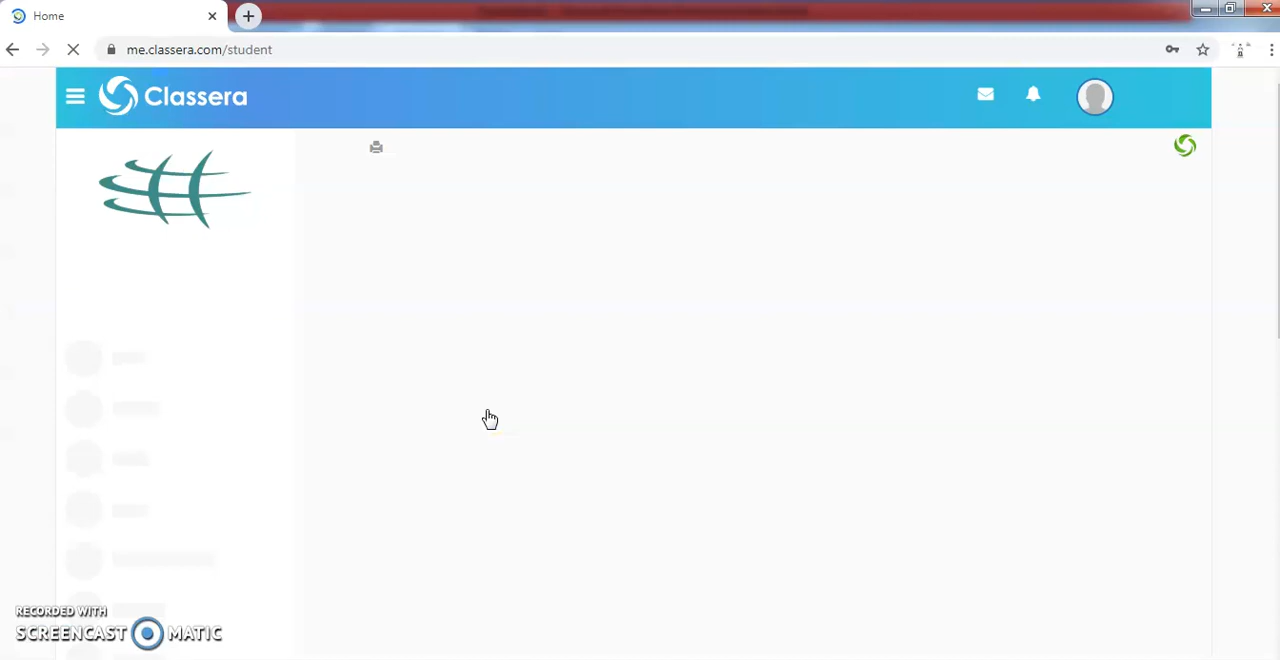 Home
me.classera.com/student
Classera
RECORDED WITH
SCREENCAST MATIC